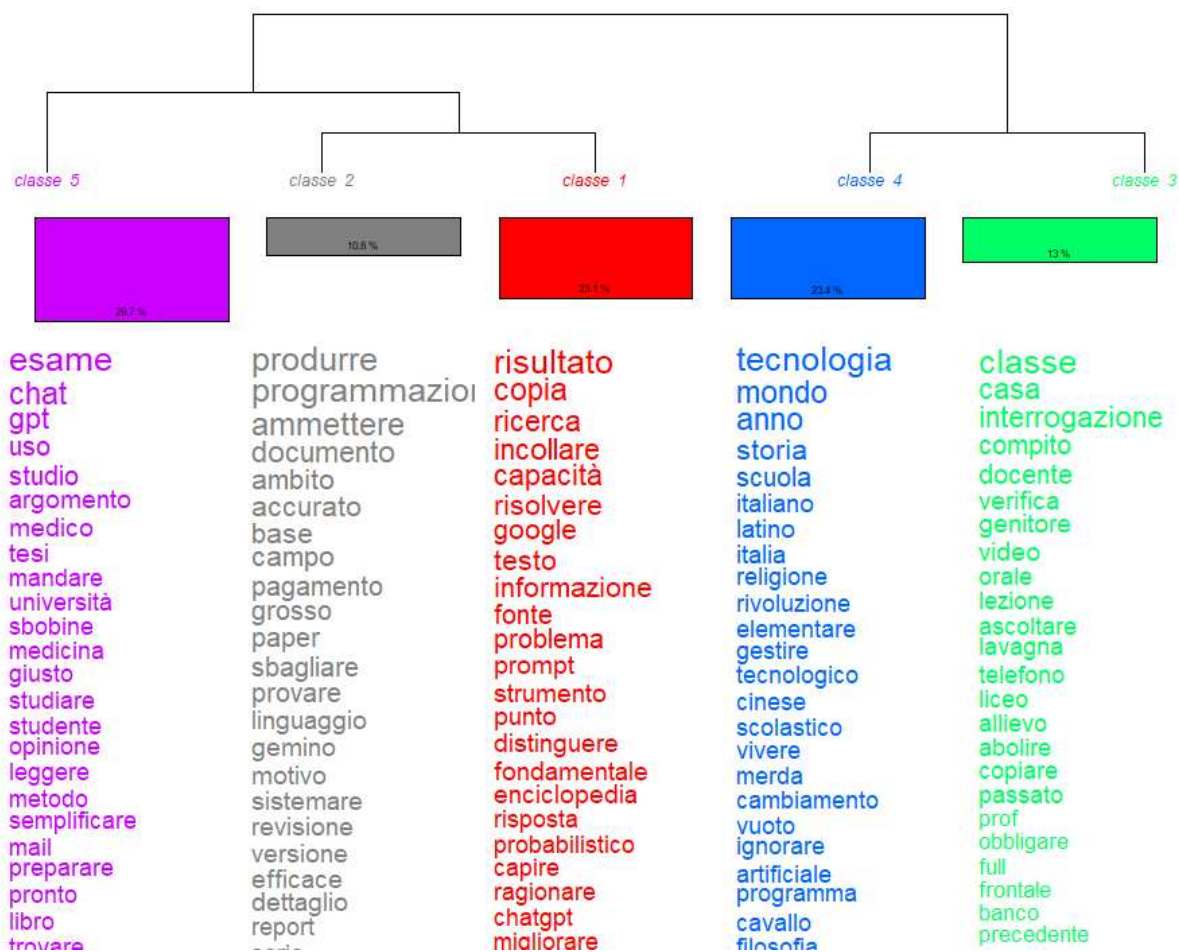 classe 5
classe 2
classe 1
classe 4
classe 3
29.7 %
10.8 %
23.1 %
23.4 %
13 %
esame
chat
gpt
uso
studio
argomento
medico
tesi
mandare
università
sbobine
medicina
giusto
studiare
studente
opinione
leggere
metodo
semplificare
mail
preparare
pronto
libro
trovare
produrre
programmazion
ammettere
documento
ambito
accurato
base
campo
pagamento
grosso
paper
sbagliare
provare
linguaggio
gemino
motivo
sistemare
revisione
versione
efficace
dettaglio
report
risultato
copia
ricerca
incollare
capacità
risolvere
google
testo
informazione
fonte
problema
prompt
strumento
punto
distinguere
fondamentale
enciclopedia
risposta
probabilistico
capire
ragionare
chatgpt
migliorare
tecnologia
mondo
anno
storia
scuola
italiano
latino
italia
religione
rivoluzione
elementare
gestire
tecnologico
cinese
scolastico
vivere
merda
cambiamento
vuoto
ignorare
artificiale
programma
cavallo
filosofia
classe
casa
interrogazione
compito
docente
verifica
genitore
video
orale
lezione
ascoltare
lavagna
telefono
liceo
allievo
abolire
copiare
passato
prof
obbligare
full
frontale
banco
precedente